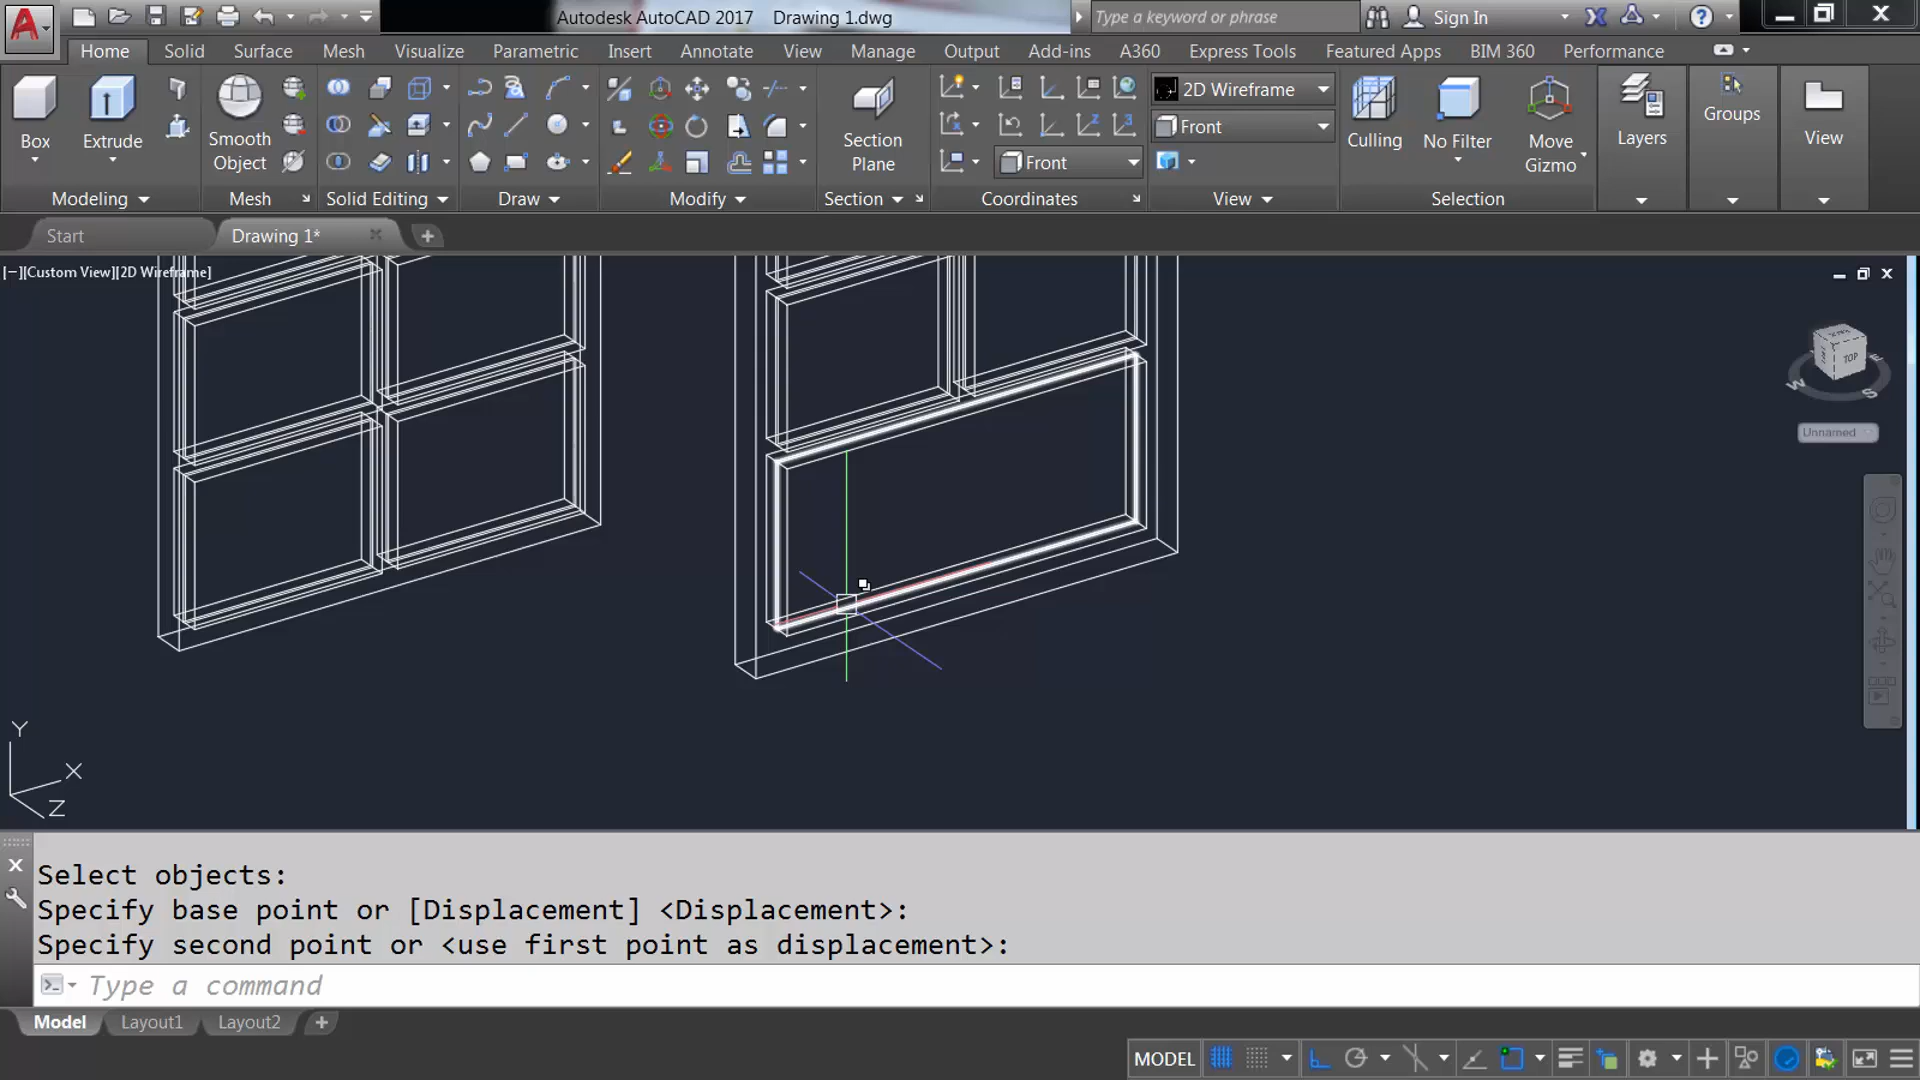 Autodesk AutoCAD 2017 Drawing 1.dwg
Type a keyword or phrase
Sign In
Home Solid Surface Mesh Visualize Parametric Insert Annotate View Manage Output Add-ins A360 Express Tools Featured Apps BIM 360 Performance
Box
Extrude
Smooth
Object
Section
Plane
2D Wireframe
Front
Front
Culling
No Filter
Move
Gizmo
Layers
Groups
View
Modeling Mesh Solid Editing Draw Modify Section Coordinates View Selection
Start Drawing 1*
[−][Custom View][2D Wireframe]
TOP
W
S
E
Unnamed
Y
X
Z
Select objects:
Specify base point or [Displacement] <Displacement>:
Specify second point or <use first point as displacement>:
Type a command
Model Layout1 Layout2
MODEL